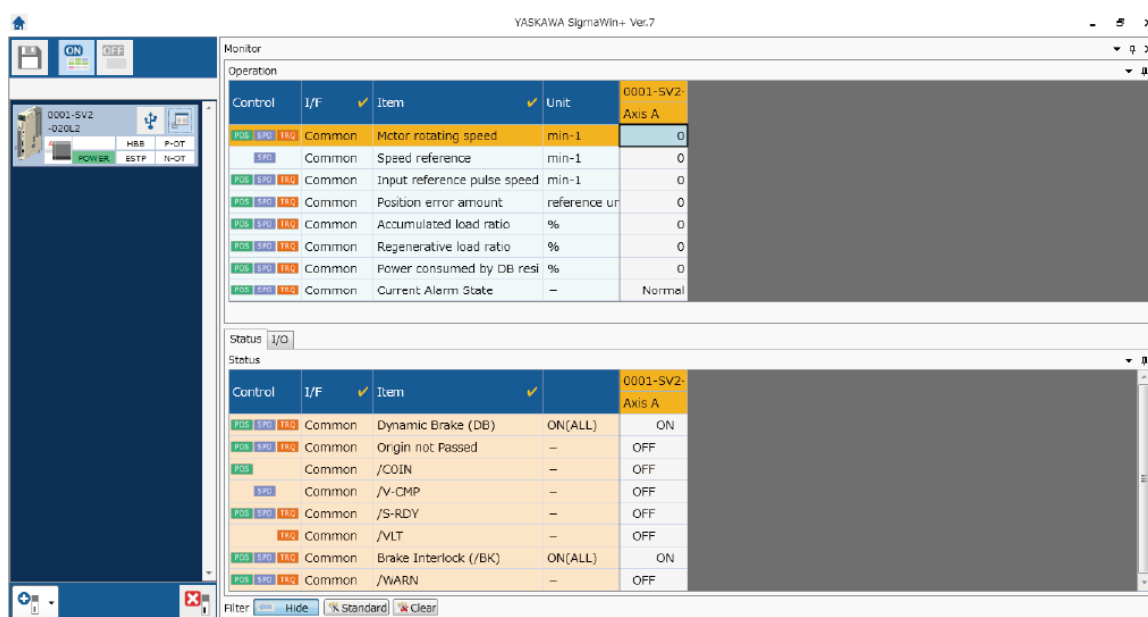 YASKAWA SigmaWin+ Ver.7
ON OFF
Monitor
Operation
Control I/F Item Unit 0001-SV2- Axis A
POS SPD TRQ Common Motor rotating speed min-1 0
SPD Common Speed reference min-1 0
POS SPD TRQ Common Input reference pulse speed min-1 0
POS SPD TRQ Common Position error amount reference ur 0
POS SPD TRQ Common Accumulated load ratio % 0
POS SPD TRQ Common Regenerative load ratio % 0
POS SPD TRQ Common Power consumed by DB resi % 0
POS SPD TRQ Common Current Alarm State – Normal
0001-SV2
-020L2
HBB P-OT
POWER ESTP N-OT
Status I/O
Status
Control I/F Item 0001-SV2- Axis A
POS SPD TRQ Common Dynamic Brake (DB) ON(ALL) ON
POS SPD TRQ Common Origin not Passed – OFF
POS Common /COIN – OFF
SPD Common /V-CMP – OFF
POS SPD TRQ Common /S-RDY – OFF
TRQ Common /VLT – OFF
POS SPD TRQ Common Brake Interlock (/BK) ON(ALL) ON
POS SPD TRQ Common /WARN – OFF
Filter Hide Standard Clear